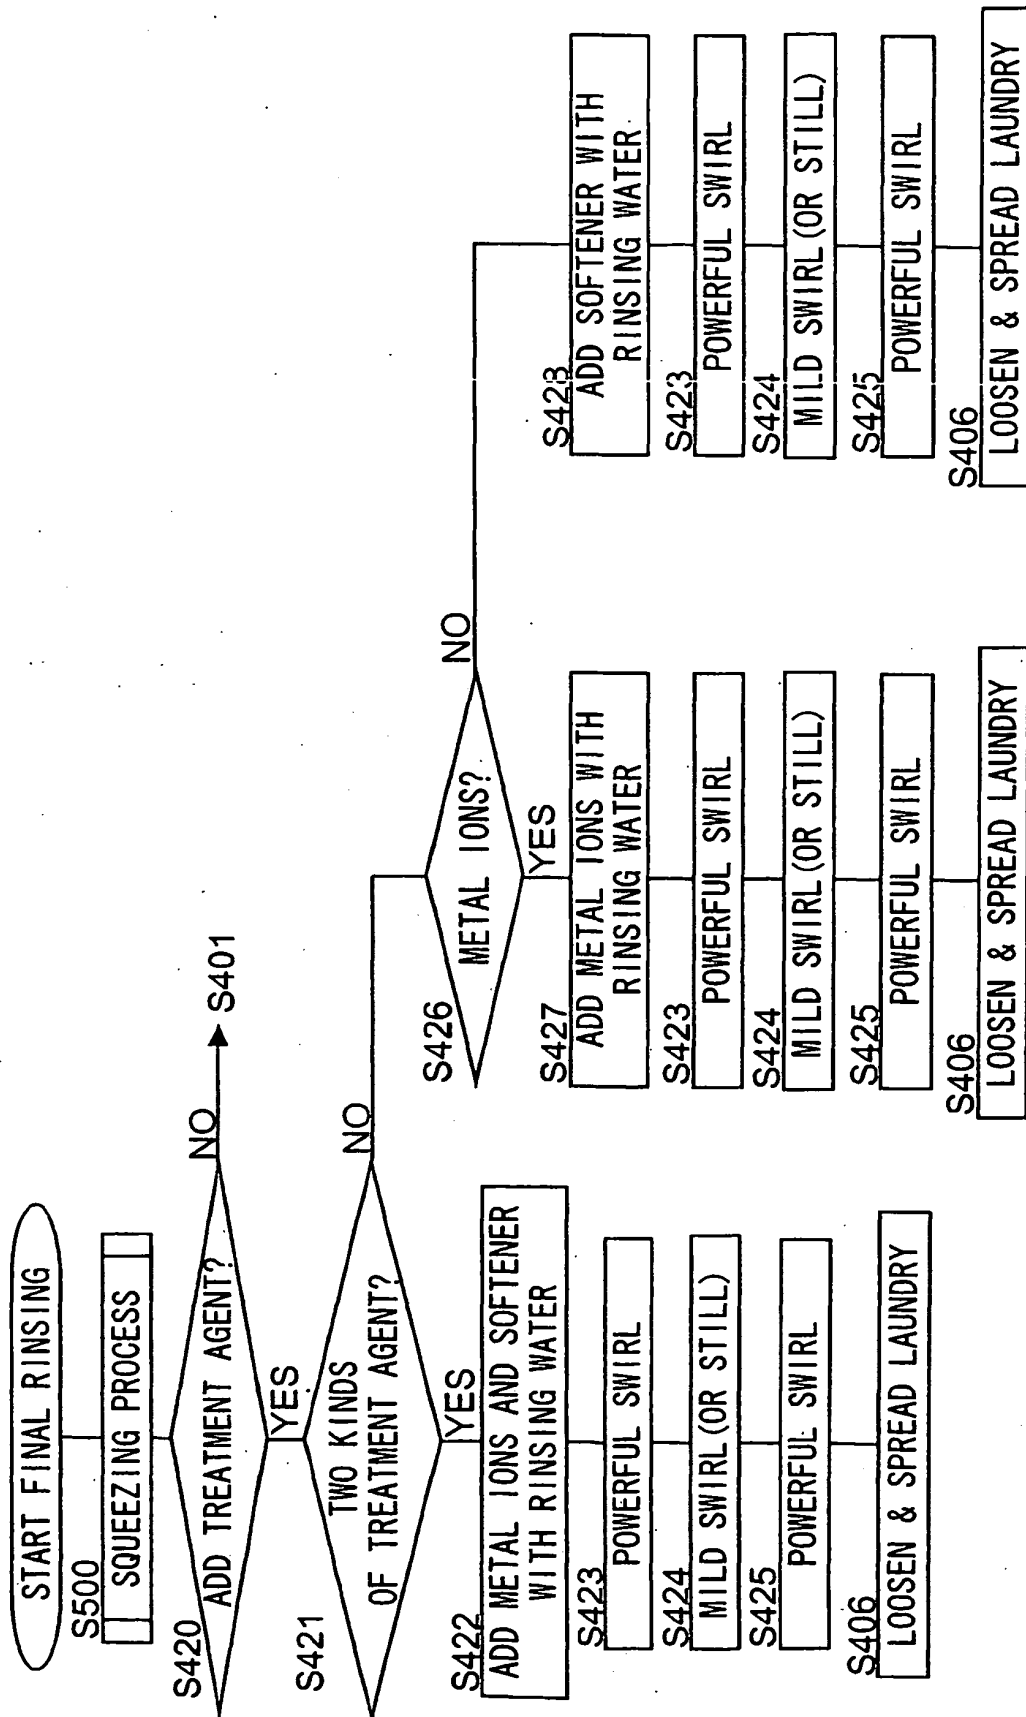 START FINAL RINSING
S500
SQUEEZING PROCESS
S420
ADD TREATMENT AGENT?
NO
S401
YES
S421
TWO KINDS
OF TREATMENT AGENT?
NO
YES
S422
ADD METAL IONS AND SOFTENER
WITH RINSING WATER
S423
POWERFUL SWIRL
S424
MILD SWIRL(OR STILL)
S425
POWERFUL SWIRL
S406
LOOSEN & SPREAD LAUNDRY
S426
METAL IONS?
NO
YES
S427
ADD METAL IONS WITH
RINSING WATER
S423
POWERFUL SWIRL
S424
MILD SWIRL(OR STILL)
S425
POWERFUL SWIRL
S406
LOOSEN & SPREAD LAUNDRY
S428
ADD SOFTENER WITH
RINSING WATER
S423
POWERFUL SWIRL
S424
MILD SWIRL(OR STILL)
S425
POWERFUL SWIRL
S406
LOOSEN & SPREAD LAUNDRY